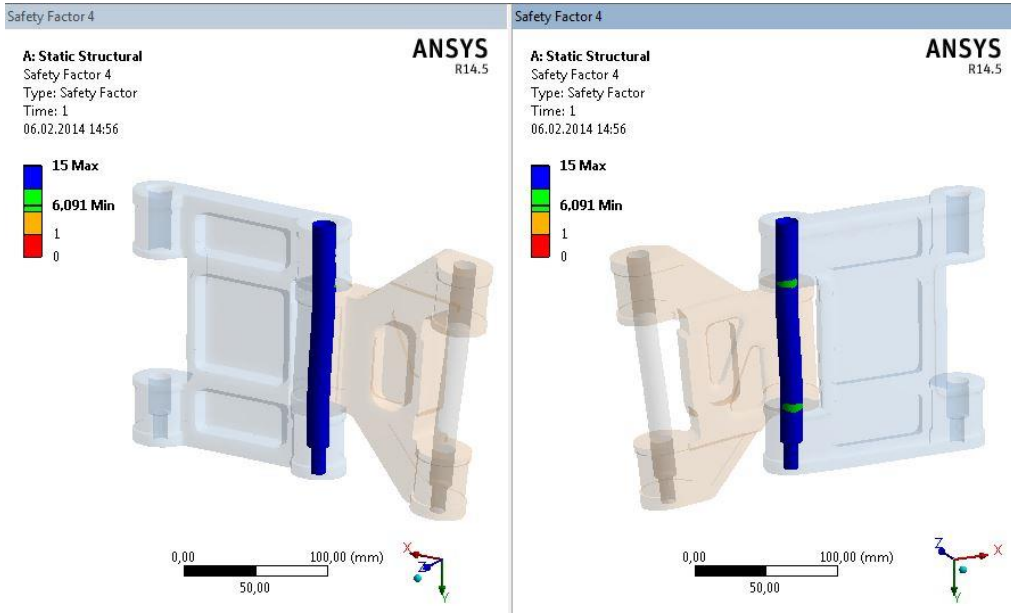 Safety Factor 4
A: Static Structural
Safety Factor 4
Type: Safety Factor
Time: 1
06.02.2014 14:56
ANSYS
R14.5
15 Max
6,091 Min
1
0
0,00
100,00 (mm)
50,00
X
Z
Y
Safety Factor 4
A: Static Structural
Safety Factor 4
Type: Safety Factor
Time: 1
06.02.2014 14:56
ANSYS
R14.5
15 Max
6,091 Min
1
0
0,00
100,00 (mm)
50,00
Z
X
Y